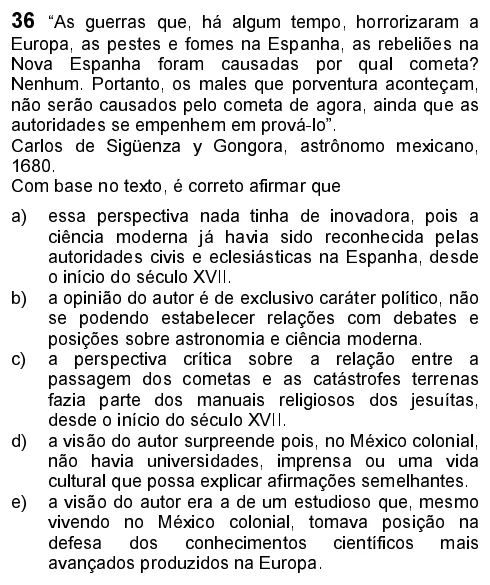 36 “As guerras que, há algum tempo, horrorizaram a
Europa, as pestes e fomes na Espanha, as rebeliões na
Nova Espanha foram causadas por qual cometa?
Nenhum. Portanto, os males que porventura aconteçam,
não serão causados pelo cometa de agora, ainda que as
autoridades se empenhem em prová-lo”.
Carlos de Sigüenza y Gongora, astrônomo mexicano,
1680.
Com base no texto, é correto afirmar que
a) essa perspectiva nada tinha de inovadora, pois a
ciência moderna já havia sido reconhecida pelas
autoridades civis e eclesiásticas na Espanha, desde
o início do século XVII.
b) a opinião do autor é de exclusivo caráter político, não
se podendo estabelecer relações com debates e
posições sobre astronomia e ciência moderna.
c) a perspectiva crítica sobre a relação entre a
passagem dos cometas e as catástrofes terrenas
fazia parte dos manuais religiosos dos jesuítas,
desde o início do século XVII.
d) a visão do autor surpreende pois, no México colonial,
não havia universidades, imprensa ou uma vida
cultural que possa explicar afirmações semelhantes.
e) a visão do autor era a de um estudioso que, mesmo
vivendo no México colonial, tomava posição na
defesa dos conhecimentos científicos mais
avançados produzidos na Europa.